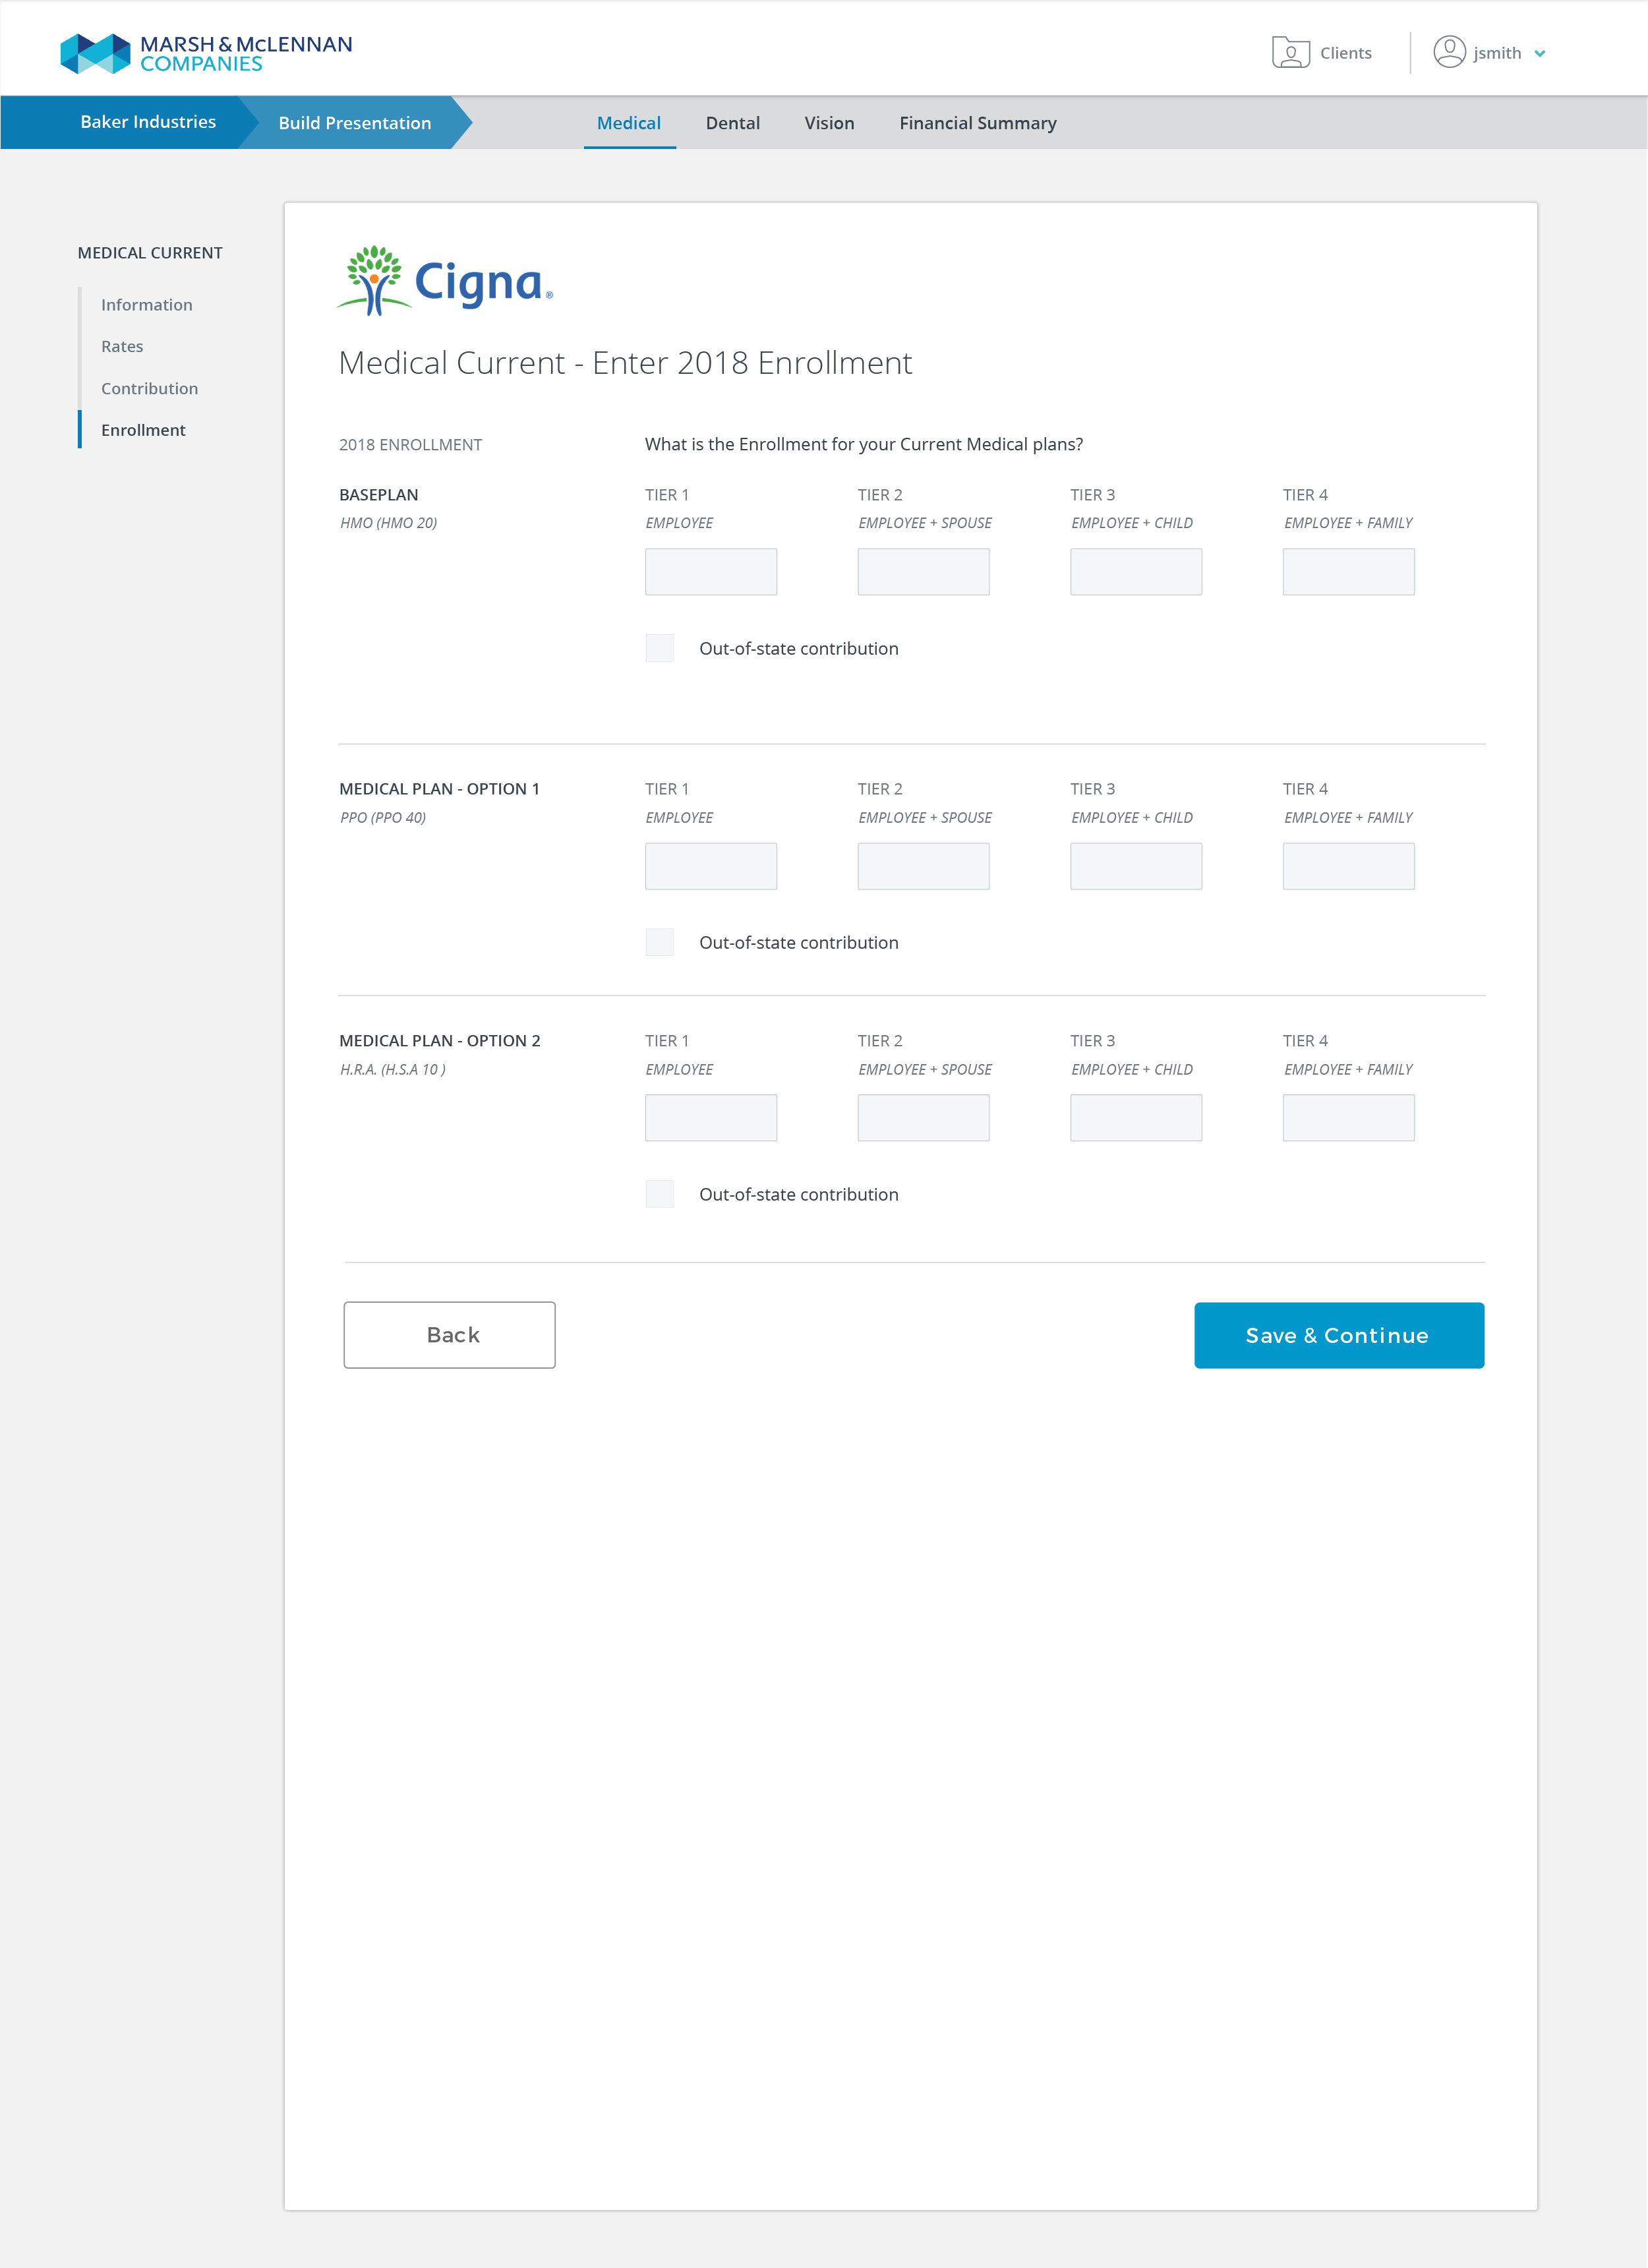 MARSH & McLENNAN
COMPANIES
Clients
jsmith
Baker Industries
Build Presentation
Medical
Dental
Vision
Financial Summary
MEDICAL CURRENT
Information
Rates
Contribution
Enrollment
Cigna®
Medical Current - Enter 2018 Enrollment
2018 ENROLLMENT
What is the Enrollment for your Current Medical plans?
BASEPLAN
TIER 1
TIER 2
TIER 3
TIER 4
HMO (HMO 20)
EMPLOYEE
EMPLOYEE + SPOUSE
EMPLOYEE + CHILD
EMPLOYEE + FAMILY
Out-of-state contribution
MEDICAL PLAN - OPTION 1
TIER 1
TIER 2
TIER 3
TIER 4
PPO (PPO 40)
EMPLOYEE
EMPLOYEE + SPOUSE
EMPLOYEE + CHILD
EMPLOYEE + FAMILY
Out-of-state contribution
MEDICAL PLAN - OPTION 2
TIER 1
TIER 2
TIER 3
TIER 4
H.R.A. (H.S.A 10 )
EMPLOYEE
EMPLOYEE + SPOUSE
EMPLOYEE + CHILD
EMPLOYEE + FAMILY
Out-of-state contribution
Back
Save & Continue